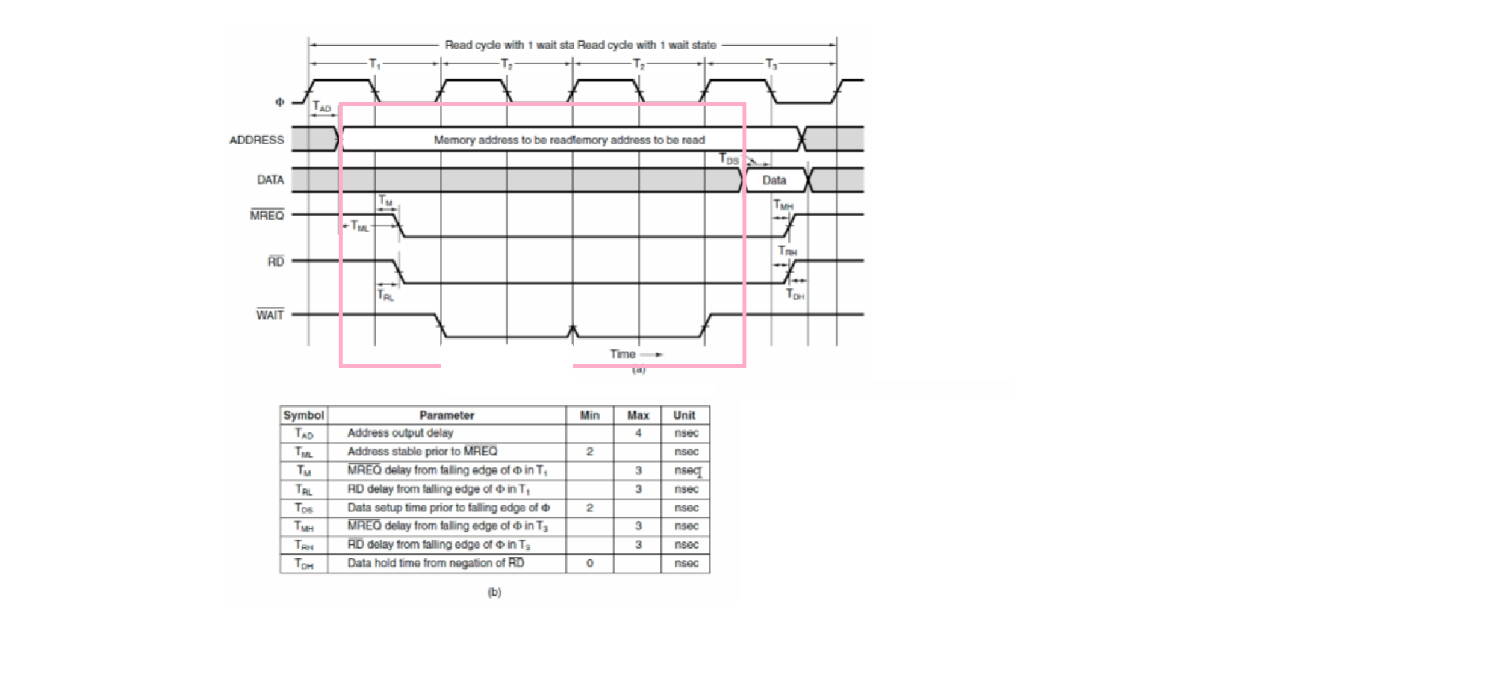 Read cycle with 1 wait sta Read cycle with 1 wait state
T1 T2 T2 T3
Φ
TAD
ADDRESS Memory address to be reademory address to be read
TDS
DATA Data
TM TMH
MREQ
TML
TRH
RD
TRL TDH
WAIT
Time
(a)
Symbol Parameter Min Max Unit
TAD Address output delay 4 nsec
TML Address stable prior to MREQ 2 nsec
TM MREQ delay from falling edge of Φ in T1 3 nsec
TRL RD delay from falling edge of Φ in T1 3 nsec
TDS Data setup time prior to falling edge of Φ 2 nsec
TMH MREQ delay from falling edge of Φ in T3 3 nsec
TRH RD delay from falling edge of Φ in T3 3 nsec
TDH Data hold time from negation of RD 0 nsec
(b)